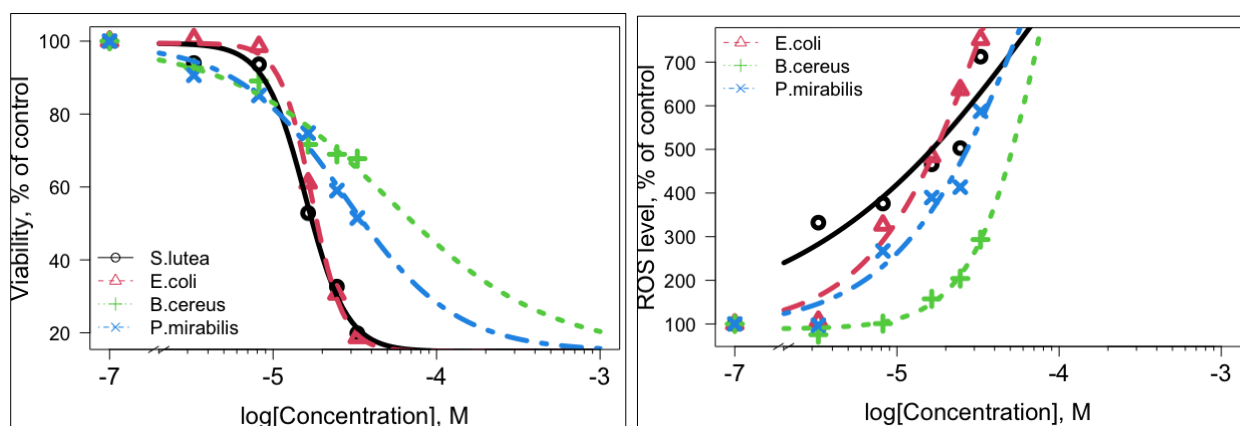 Viability, % of control
100
80
60
40
20
S.lutea
E.coli
B.cereus
P.mirabilis
-7
-5
-4
-3
log[Concentration], M
ROS level, % of control
700
600
500
400
300
200
100
E.coli
B.cereus
P.mirabilis
-7
-5
-4
-3
log[Concentration], M